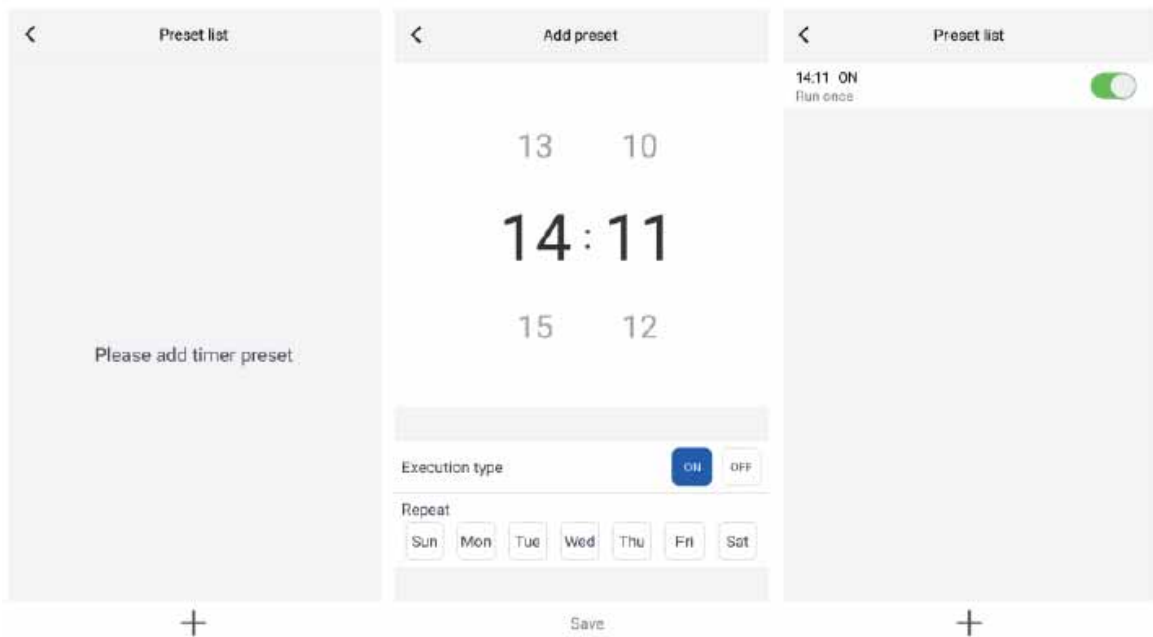 Preset list
Please add timer preset
+
Add preset
13 10
14 : 11
15 12
Execution type ON OFF
Repeat
Sun Mon Tue Wed Thu Fri Sat
Save
Preset list
14:11 ON
Run once
+